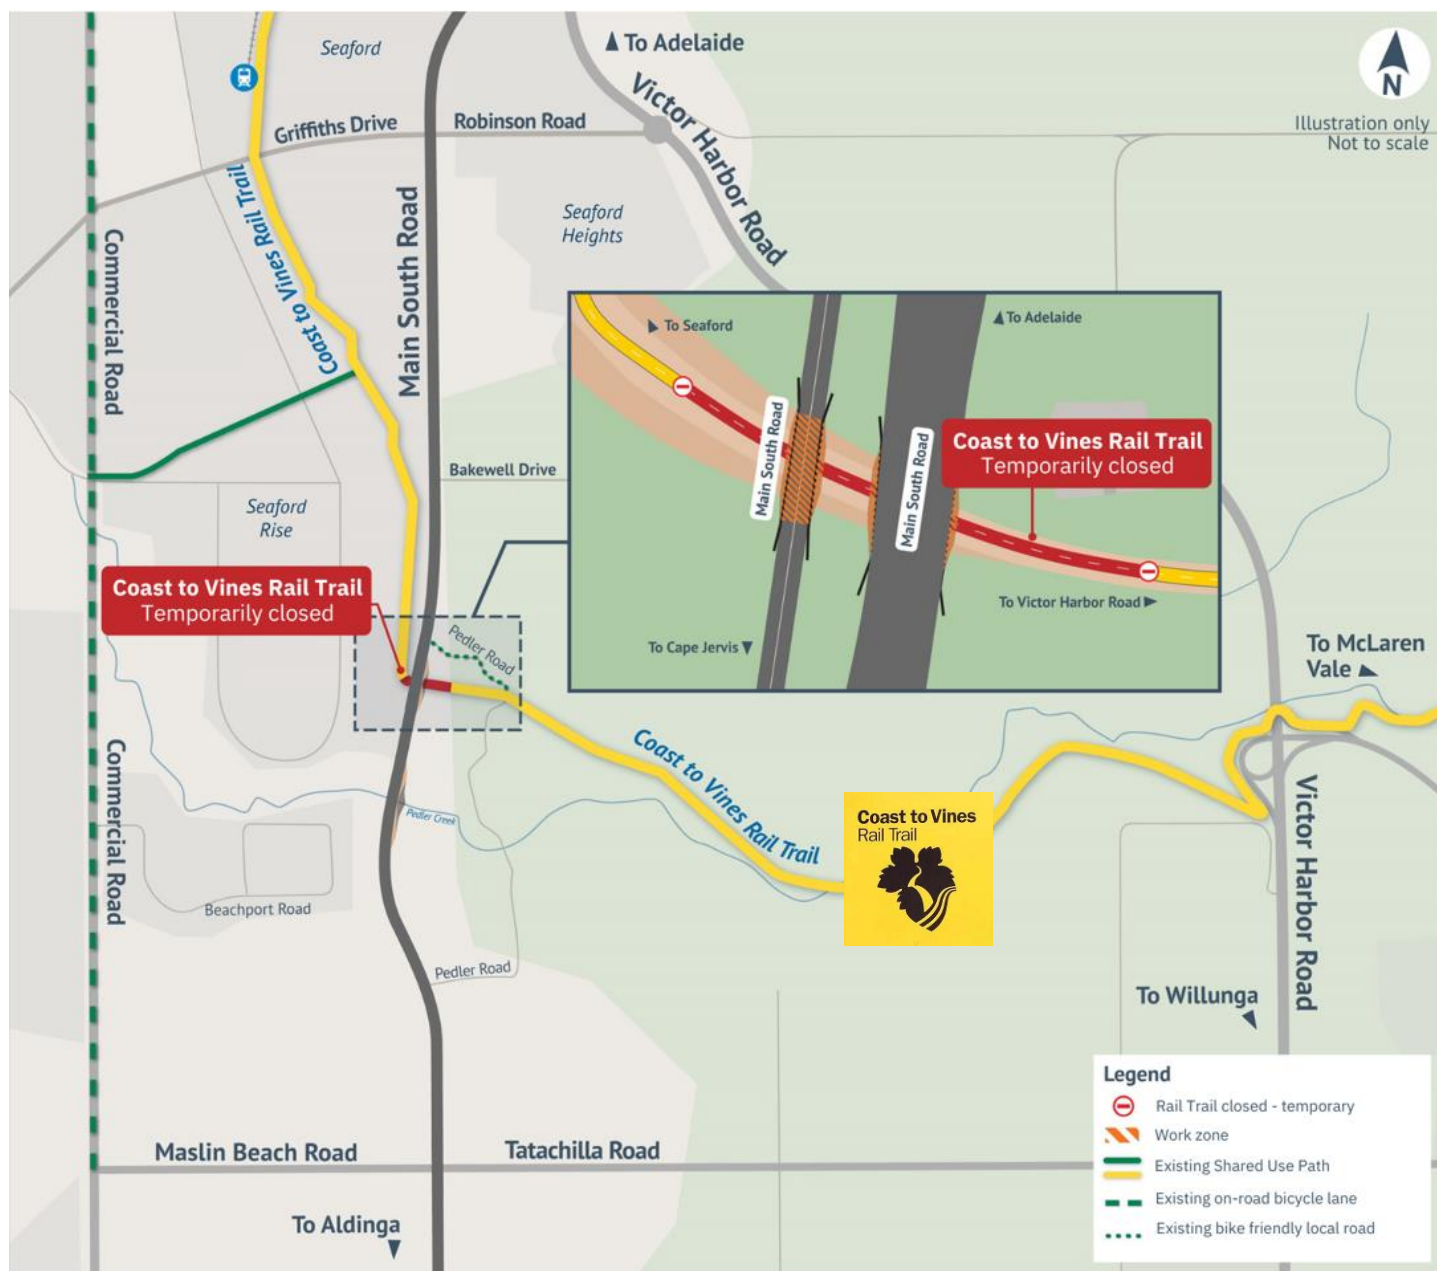 Seaford
To Adelaide
N
Illustration only
Not to scale
Griffiths Drive
Robinson Road
Victor Harbor Road
Coast to Vines Rail Trail
Main South Road
Commercial Road
Seaford
Heights
To Seaford
To Adelaide
Main South Road
Main South Road
Coast to Vines Rail Trail
Temporarily closed
To Victor Harbor Road
To Cape Jervis
Bakewell Drive
Seaford
Rise
Coast to Vines Rail Trail
Temporarily closed
Pedler Road
To McLaren
Vale
Coast to Vines Rail Trail
Coast to Vines
Rail Trail
Commercial Road
Pedler Creek
Beachport Road
Pedler Road
Victor Harbor Road
To Willunga
Maslin Beach Road
Tatachilla Road
To Aldinga
Legend
Rail Trail closed - temporary
Work zone
Existing Shared Use Path
Existing on-road bicycle lane
Existing bike friendly local road